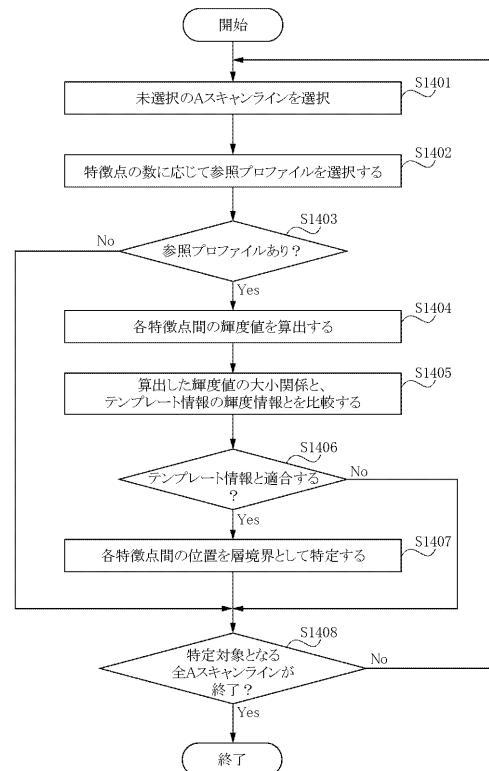 開始
S1401
未選択のAスキャンラインを選択
S1402
特徴点の数に応じて参照プロファイルを選択する
S1403
No
参照プロファイルあり?
Yes
S1404
各特徴点間の輝度値を算出する
S1405
算出した輝度値の大小関係と、
テンプレート情報の輝度情報とを比較する
S1406
テンプレート情報と適合する
?
No
Yes
S1407
各特徴点間の位置を層境界として特定する
S1408
特定対象となる
全Aスキャンラインが
終了?
No
Yes
終了